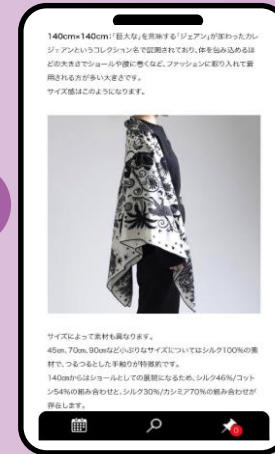 140cm×140cm:「巨大な」を意味する「ジェアン」が加わったカレ
ジェアンというコレクション名で展開されており、体を包み込めるほ
どの大きさでショールや腰に巻くなど、ファッションに取り入れて着
用される方が多い大きさです。
サイズ感はこのようになります。
サイズによって素材も異なります。
45cm、70cm、90cmなど小ぶりなサイズについてはシルク100%の素
材で、つるつるとした手触りが特徴的です。
140cmからはショールとしての展開になるため、シルク46%/コット
ン54%の組み合わせと、シルク30%/カシミア70%の組み合わせが
存在します。
0